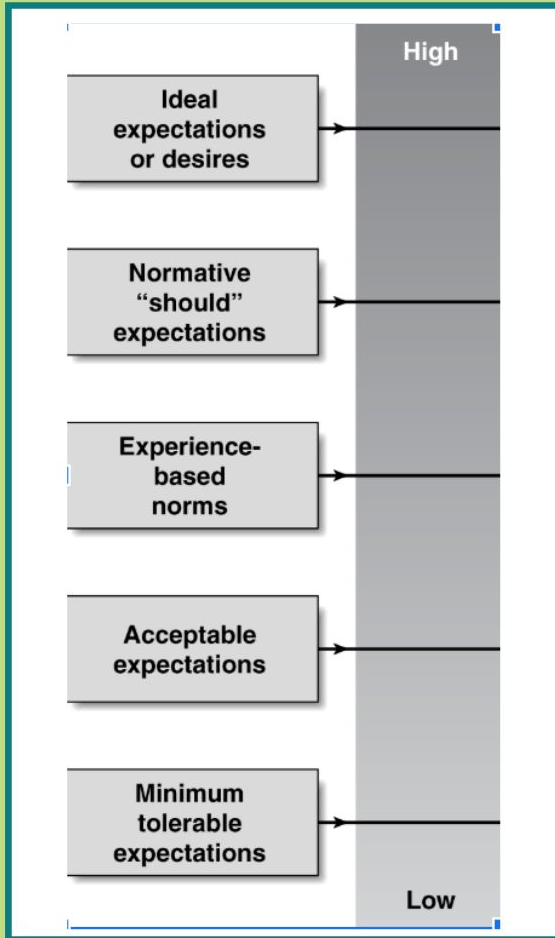 High
Ideal
expectations
or desires
Normative
“should”
expectations
Experience-
based
norms
Acceptable
expectations
Minimum
tolerable
expectations
Low